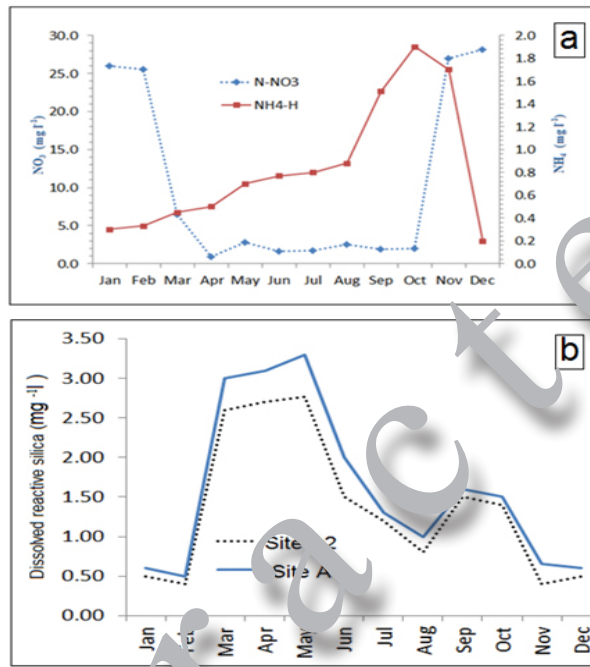 a
30.0 2.0
25.0 1.8
20.0 1.6
15.0 1.4
10.0 1.2
5.0 1.0
0.0 0.8
0.6
0.4
0.2
0.0
NO3 (mg l-1)
NH4 (mg l-1)
N-NO3
NH4-H
Jan Feb Mar Apr May Jun Jul Aug Sep Oct Nov Dec
b
3.50
3.00
2.50
2.00
1.50
1.00
0.50
0.00
Dissolved reactive silica (mg -1l)
2
Site A
Jan Mar Apr May Jun Jul Aug Sep Oct Nov Dec
r a c t e